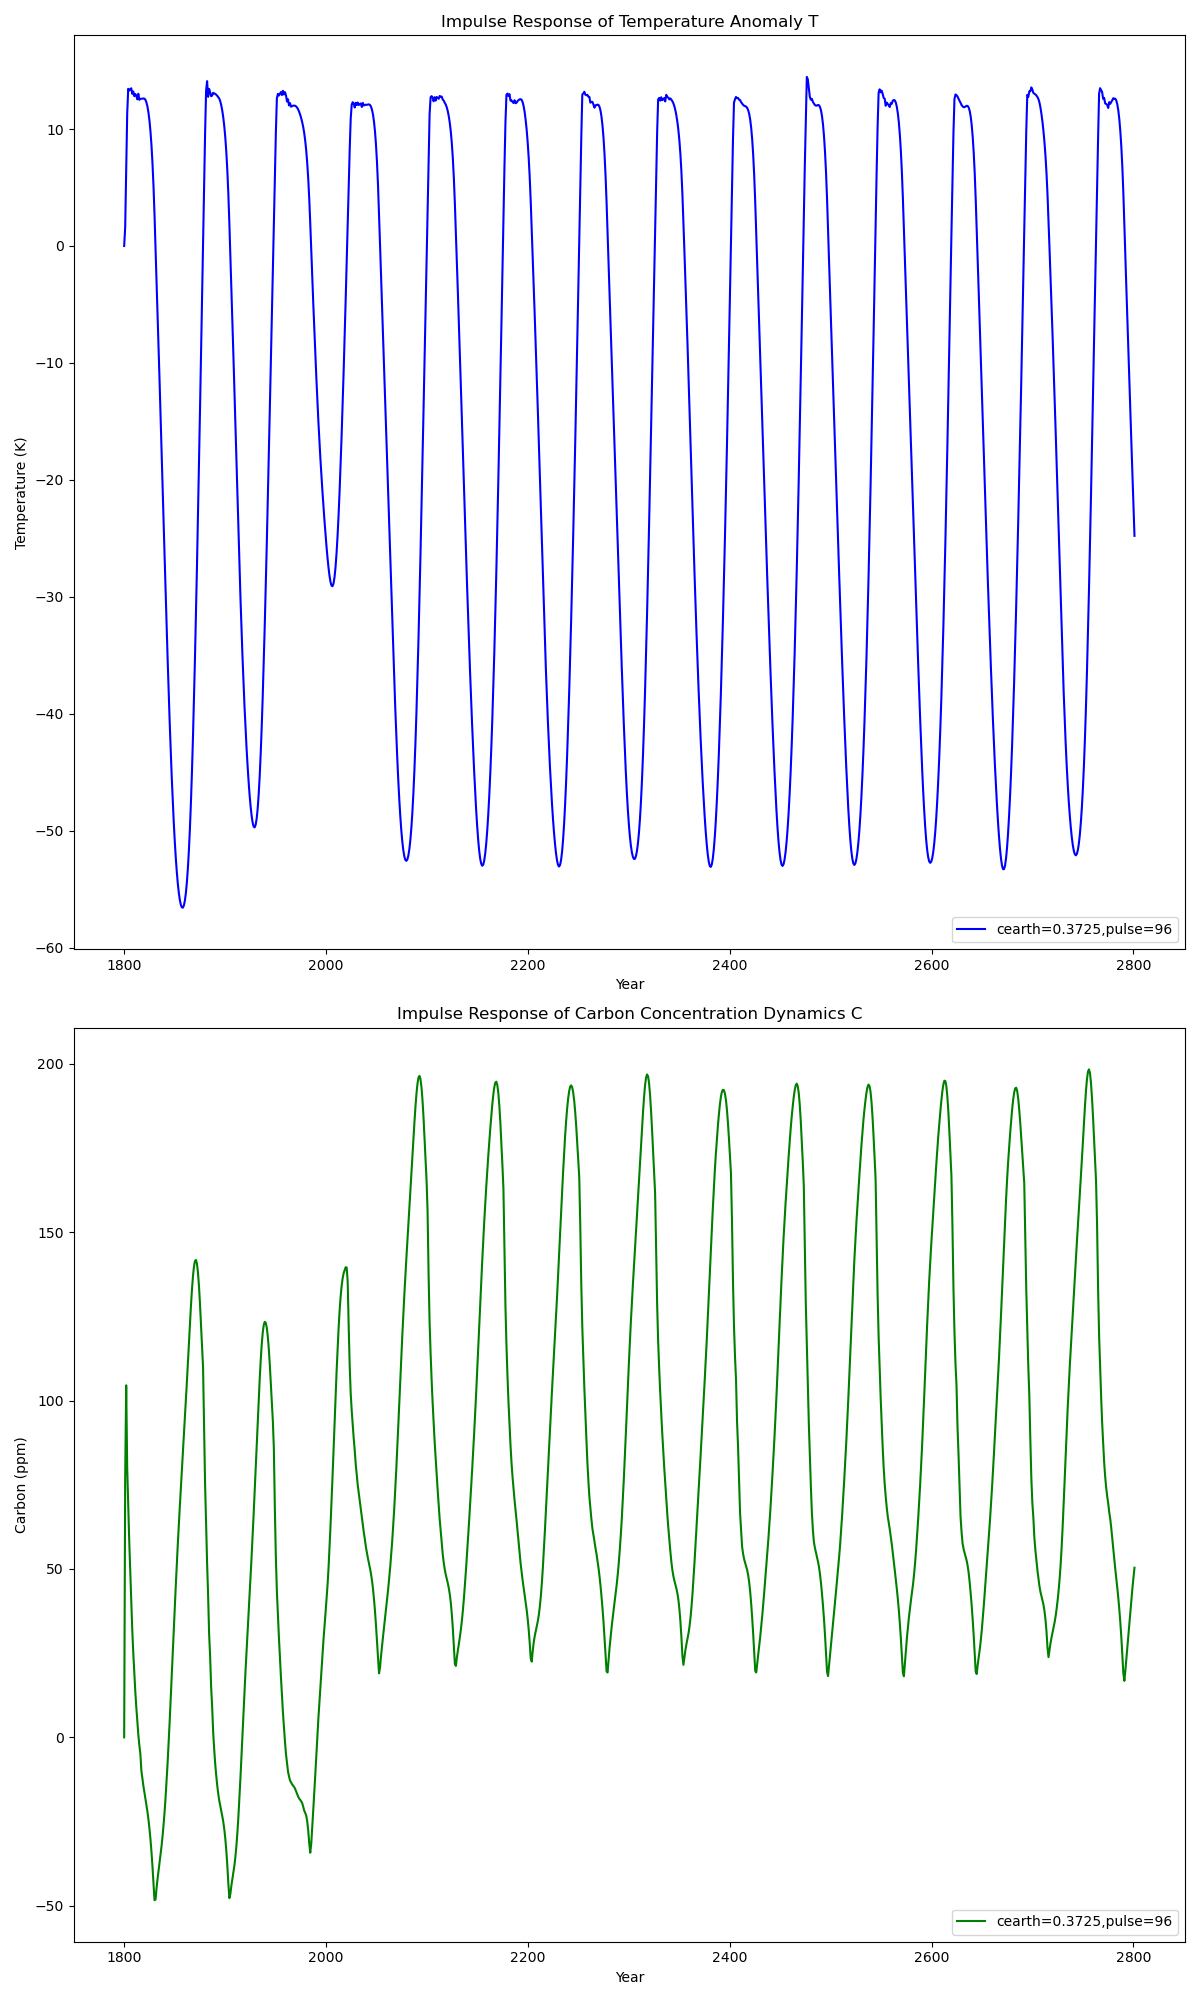 Impulse Response of Temperature Anomaly T
Temperature (K)
10
0
−10
−20
−30
−40
−50
−60
cearth=0.3725,pulse=96
1800 2000 2200 2400 2600 2800
Year
Impulse Response of Carbon Concentration Dynamics C
Carbon (ppm)
200
150
100
50
0
−50
cearth=0.3725,pulse=96
1800 2000 2200 2400 2600 2800
Year